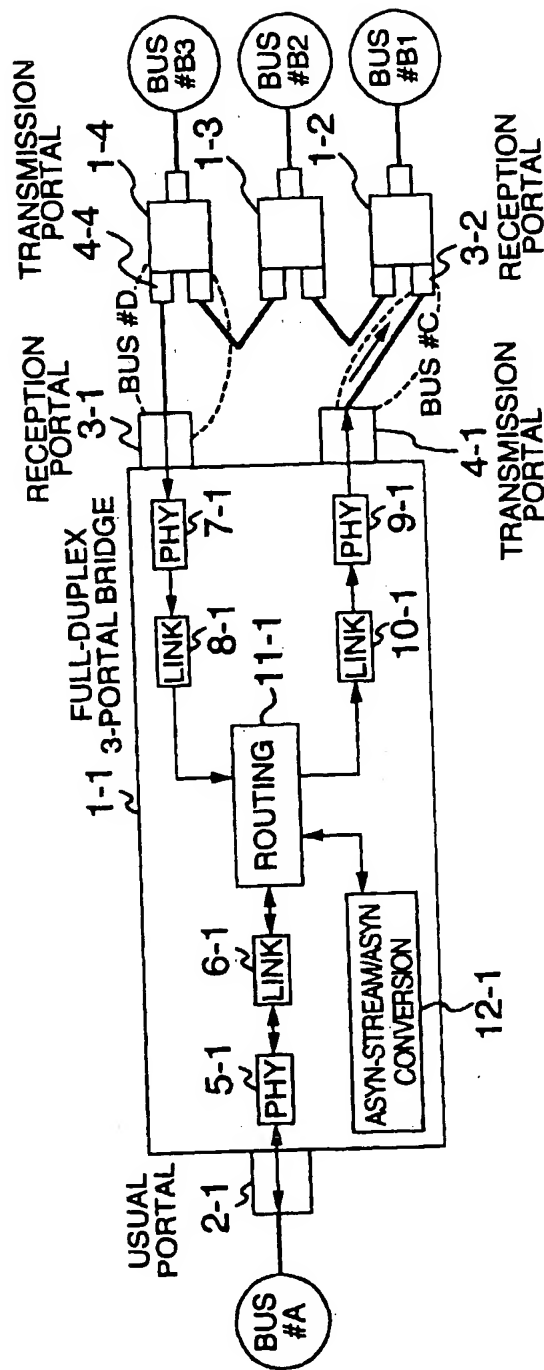 BUS
#A
USUAL
PORTAL
2-1
1-1
FULL-DUPLEX
3-PORTAL BRIDGE
5-1
PHY
6-1
LINK
ROUTING
11-1
ASYN-STREAM/ASYN
CONVERSION
12-1
PHY
7-1
LINK
8-1
PHY
9-1
LINK
10-1
RECEPTION
PORTAL
3-1
BUS #D
4-4
TRANSMISSION
PORTAL
1-4
1-3
1-2
BUS
#B3
BUS
#B2
BUS
#B1
3-2
RECEPTION
PORTAL
BUS #C
4-1
TRANSMISSION
PORTAL